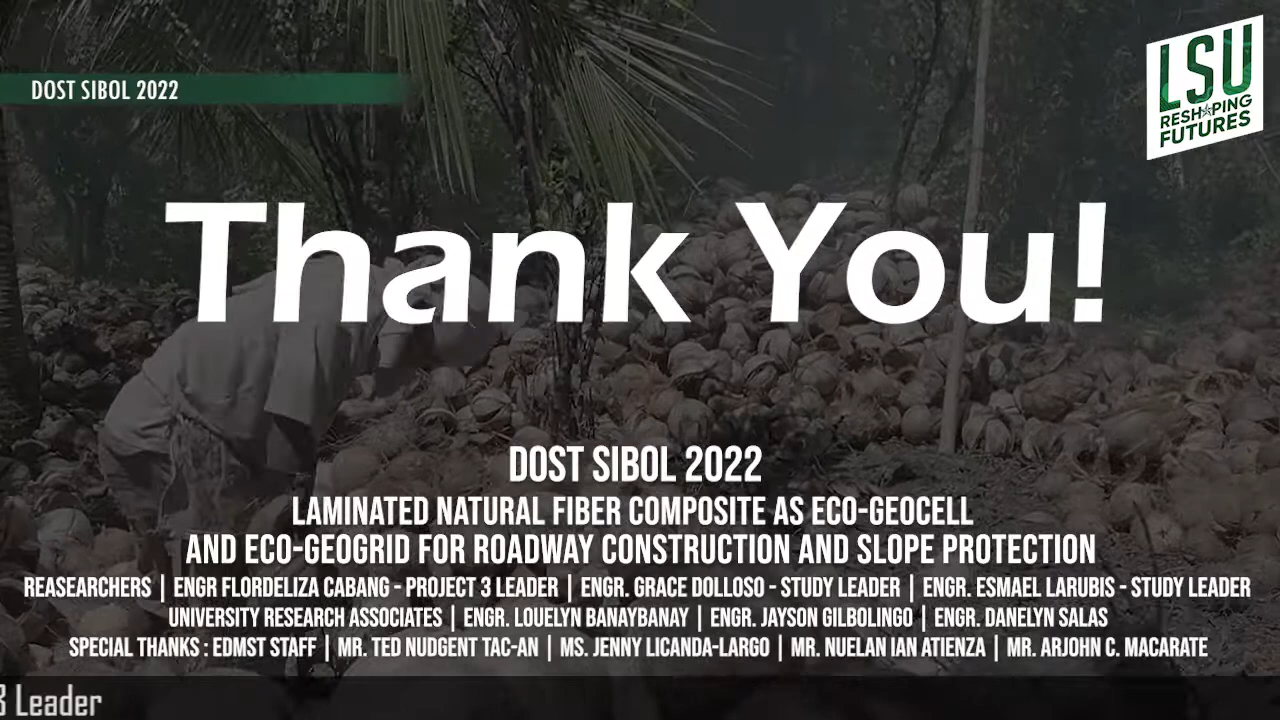 DOST SIBOL 2022
LSU
RESHAPING
FUTURES
Thank You!
DOST SIBOL 2022
LAMINATED NATURAL FIBER COMPOSITE AS ECO-GEOCELL
AND ECO-GEOGRID FOR ROADWAY CONSTRUCTION AND SLOPE PROTECTION
REASEARCHERS | ENGR FLORDELIZA CABANG - PROJECT 3 LEADER | ENGR. GRACE DOLLOSO - STUDY LEADER | ENGR. ESMAEL LARUBIS - STUDY LEADER
UNIVERSITY RESEARCH ASSOCIATES | ENGR. LOUELYN BANAYBANAY | ENGR. JAYSON GILBOLINGO | ENGR. DANELYN SALAS
SPECIAL THANKS : EDMST STAFF | MR. TED NUDGENT TAC-AN | MS. JENNY LICANDA-LARGO | MR. NUELAN IAN ATIENZA | MR. ARJOHN C. MACARATE
3 Leader